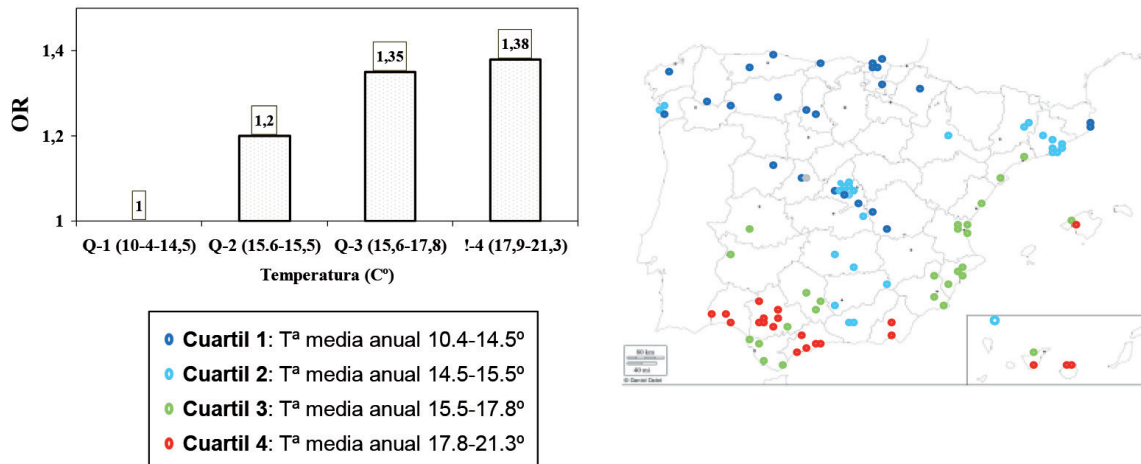 1,4
1,2
1
OR
1
1,2
1,35
1,38
Q-1 (10-4-14,5)
Q-2 (15.6-15,5)
Q-3 (15,6-17,8)
!-4 (17,9-21,3)
Temperatura (Cº)
Cuartil 1: Tª media anual 10.4-14.5º
Cuartil 2: Tª media anual 14.5-15.5º
Cuartil 3: Tª media anual 15.5-17.8º
Cuartil 4: Tª media anual 17.8-21.3º
80 km
40 mi
© Daniel Dalet